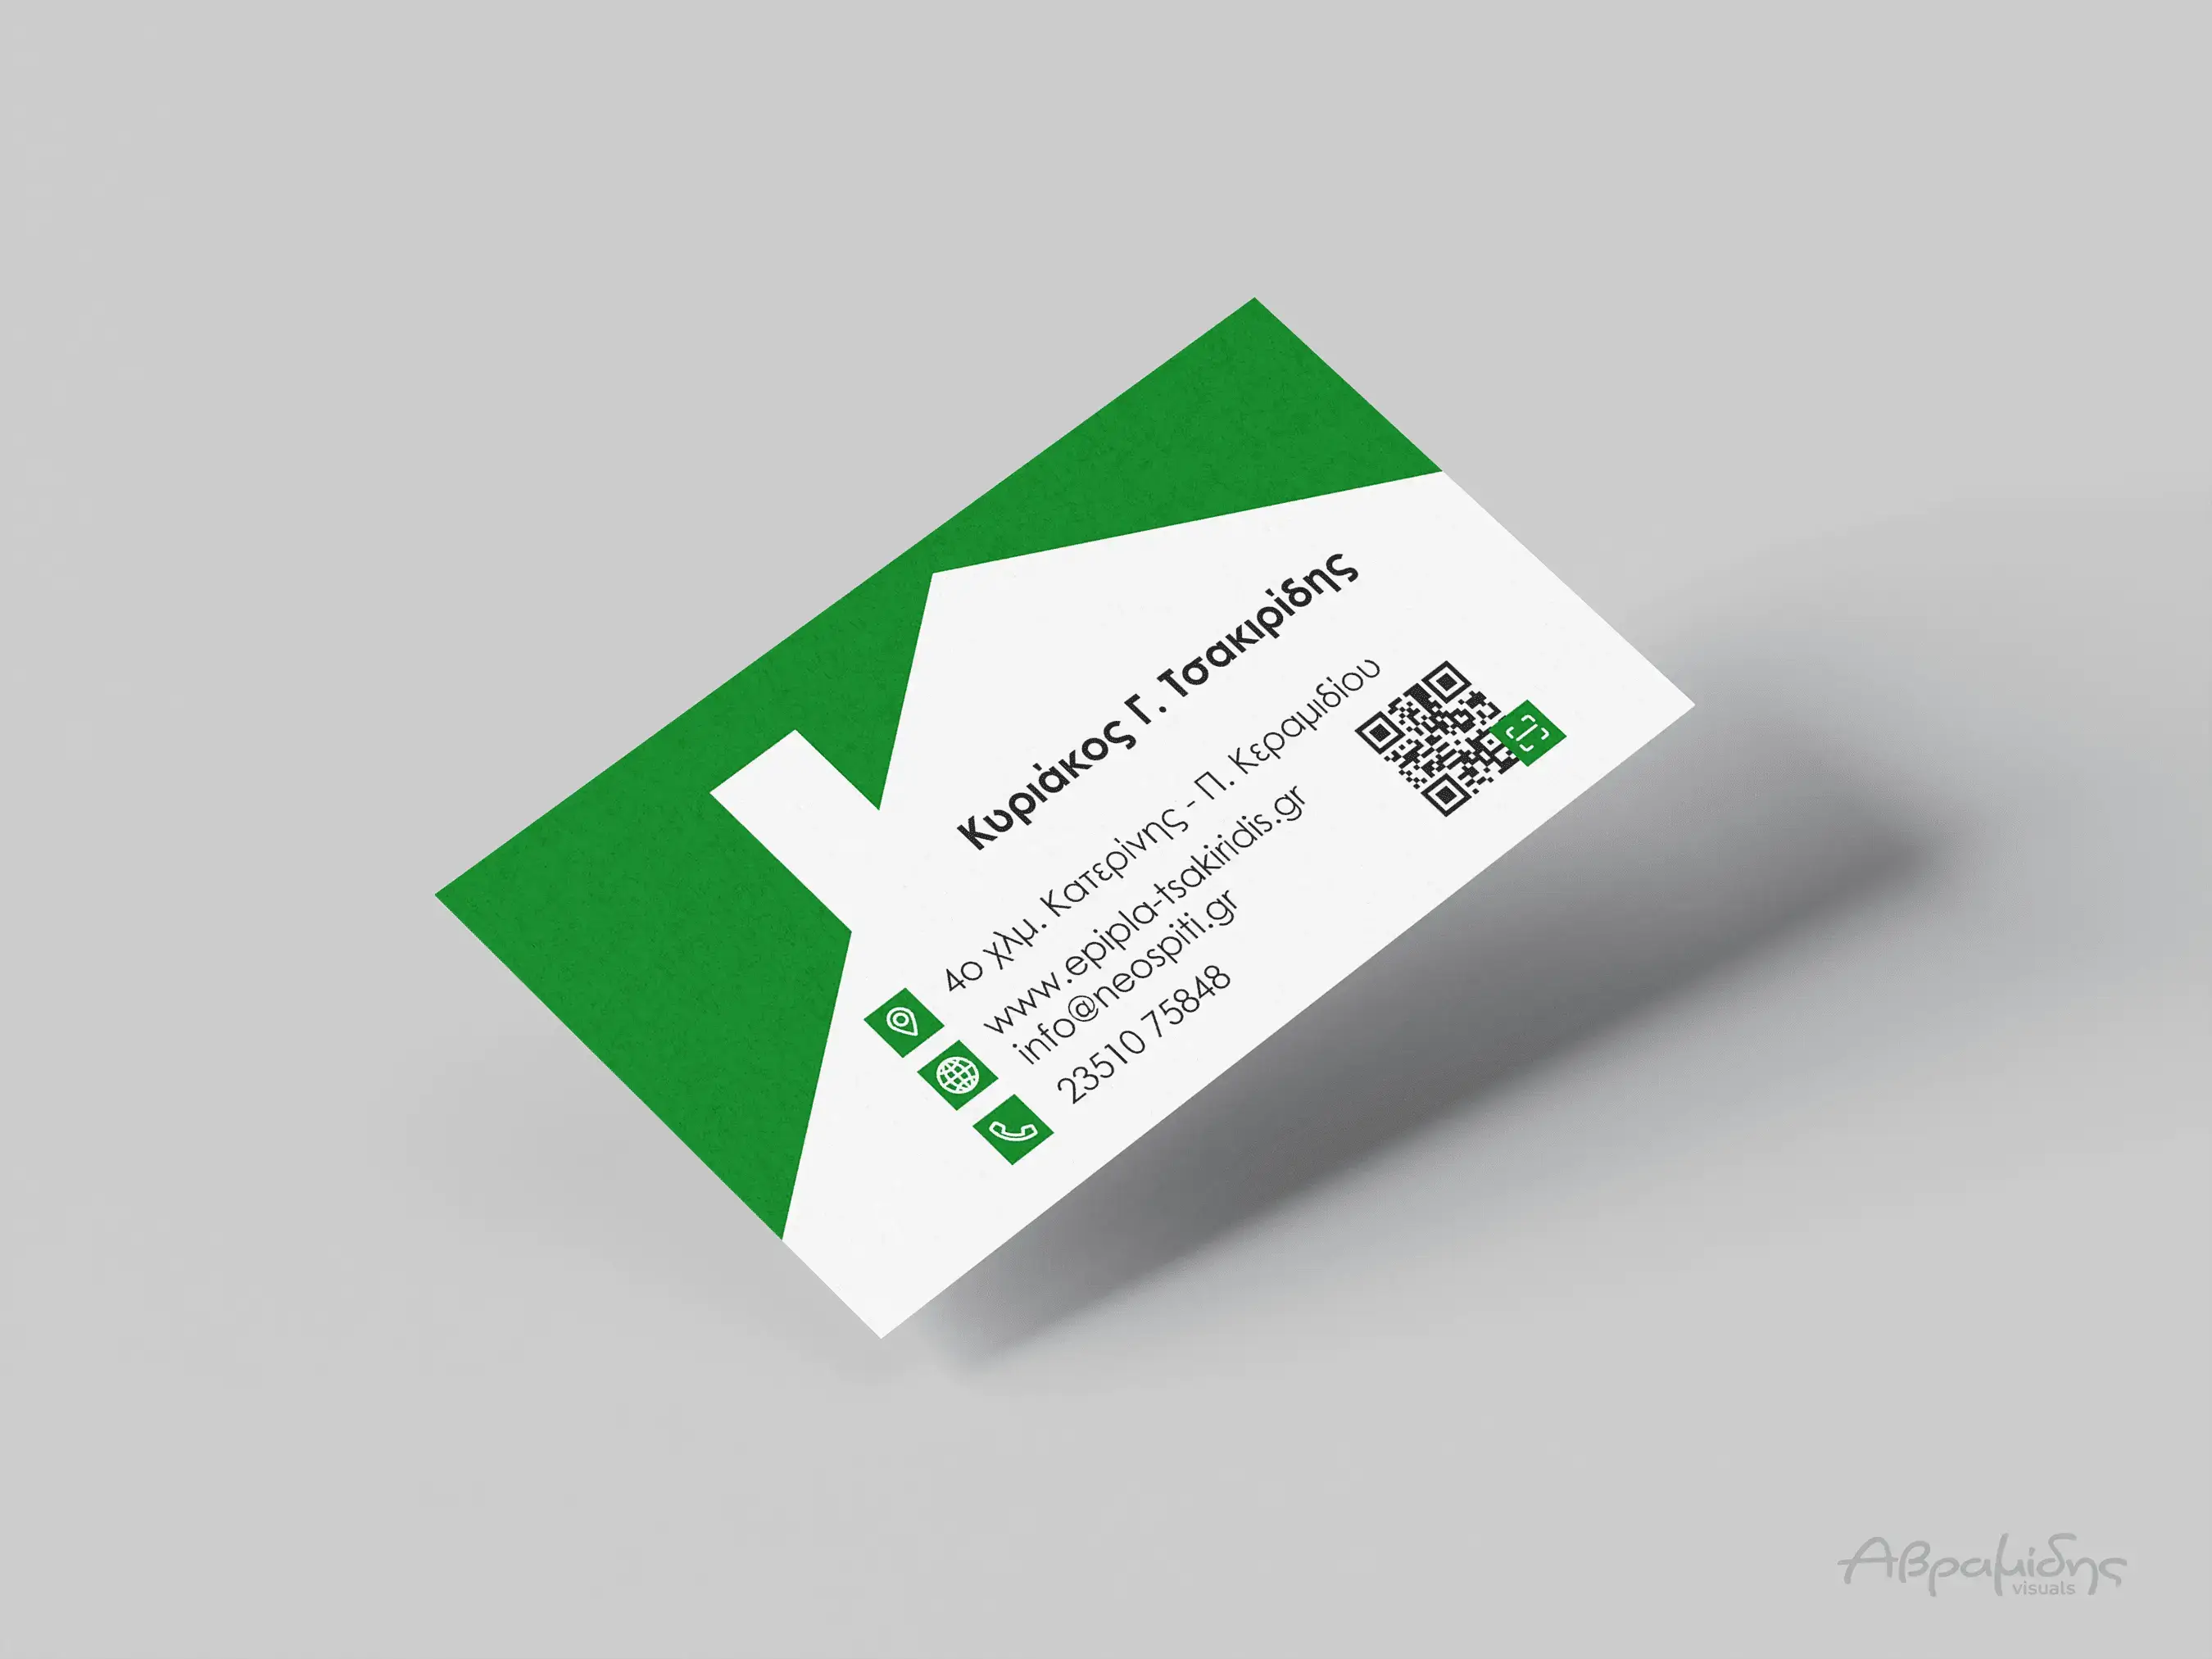 Κυριάκος Γ. Τσακιρίδης
4ο χλμ. Κατερίνης - Π. Κεραμιδίου
www.epipla-tsakiridis.gr
info@neospiti.gr
23510 75848
Αβραμίδης
visuals